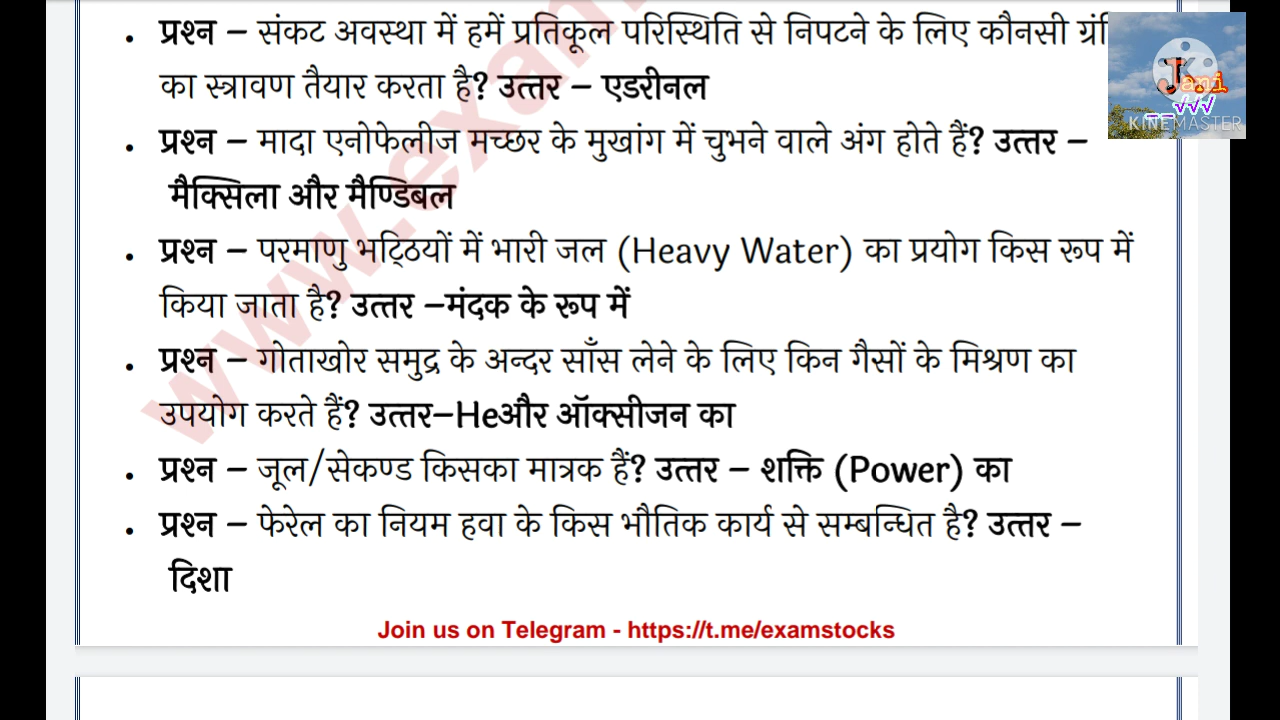 प्रश्न – संकट अवस्था में हमें प्रतिकूल परिस्थिति से निपटने के लिए कौनसी
का स्त्रावण तैयार करता है? उत्तर – एडरीनल
प्रश्न – मादा एनोफेलीज मच्छर के मुखांग में चुभने वाले अंग होते हैं? उत्तर –
मैक्सिला और मैण्डिबल
प्रश्न – परमाणु भट्ठियों में भारी जल (Heavy Water) का प्रयोग किस रूप में
किया जाता है? उत्तर –मंदक के रूप में
प्रश्न – गोताखोर समुद्र के अन्दर साँस लेने के लिए किन गैसों के मिश्रण का
उपयोग करते हैं? उत्तर–Heऔर ऑक्सीजन का
प्रश्न – जूल/सेकण्ड किसका मात्रक हैं? उत्तर – शक्ति (Power) का
प्रश्न – फेरेल का नियम हवा के किस भौतिक कार्य से सम्बन्धित है? उत्तर –
दिशा
Join us on Telegram - https://t.me/examstocks
Jani
KINEMASTER
www.exam